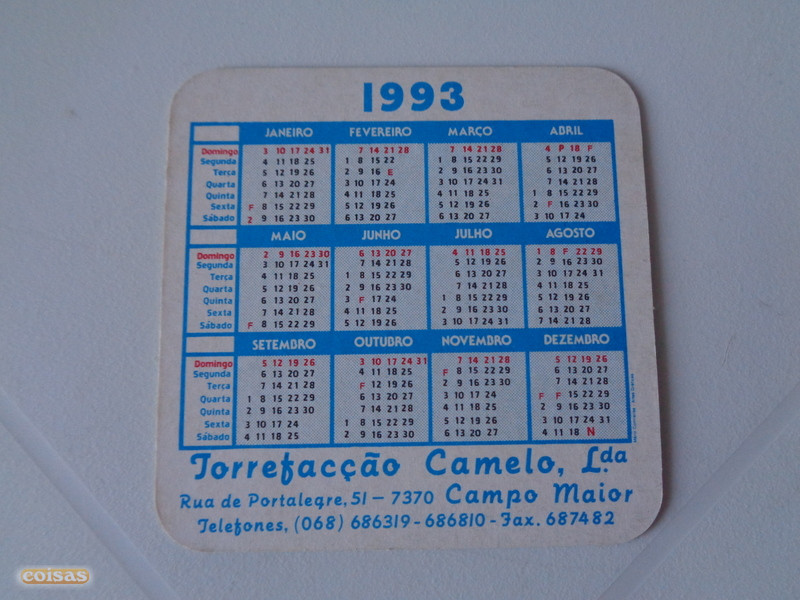 1993
JANEIRO FEVEREIRO MARÇO ABRIL
Domingo 3 10 17 24 31 7 14 21 28 7 14 21 28 4 P 18 F
Segunda 4 11 18 25 1 8 15 22 1 8 15 22 29 5 12 19 26
Terça 5 12 19 26 2 9 16 E 2 9 16 23 30 6 13 20 27
Quarta 6 13 20 27 3 10 17 24 3 10 17 24 31 7 14 21 28
Quinta 7 14 21 28 4 11 18 25 4 11 18 25 1 8 15 22 29
Sexta F 8 15 22 29 5 12 19 26 5 12 19 26 2 F 16 23 30
Sábado 2 9 16 23 30 6 13 20 27 6 13 20 27 3 10 17 24
MAIO JUNHO JULHO AGOSTO
Domingo 2 9 16 23 30 6 13 20 27 4 11 18 25 1 8 F 22 29
Segunda 3 10 17 24 31 7 14 21 28 5 12 19 26 2 9 16 23 30
Terça 4 11 18 25 1 8 15 22 29 6 13 20 27 3 10 17 24 31
Quarta 5 12 19 26 2 9 16 23 30 7 14 21 28 4 11 18 25
Quinta 6 13 20 27 3 F 17 24 1 8 15 22 29 5 12 19 26
Sexta 7 14 21 28 4 11 18 25 2 9 16 23 30 6 13 20 27
Sábado F 8 15 22 29 5 12 19 26 3 10 17 24 31 7 14 21 28
SETEMBRO OUTUBRO NOVEMBRO DEZEMBRO
Domingo 5 12 19 26 3 10 17 24 31 7 14 21 28 5 12 19 26
Segunda 6 13 20 27 4 11 18 25 F 8 15 22 29 6 13 20 27
Terça 7 14 21 28 F 12 19 26 2 9 16 23 30 7 14 21 28
Quarta 1 8 15 22 29 6 13 20 27 3 10 17 24 F F 15 22 29
Quinta 2 9 16 23 30 7 14 21 28 4 11 18 25 2 9 16 23 30
Sexta 3 10 17 24 1 8 15 22 29 5 12 19 26 3 10 17 24 31
Sábado 4 11 18 25 2 9 16 23 30 6 13 20 27 4 11 18 N
Torrefacção Camelo, L.da
Rua de Portalegre, 51 – 7370 Campo Maior
Telefones, (068) 686319 - 686810 - Fax. 687482
coisas